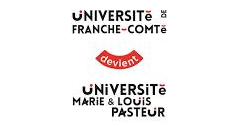 UNIVERSITé DE
FRANCHE-COMTé
devient
UNIVERSITé
MARIE & LOUIS
PASTEUR